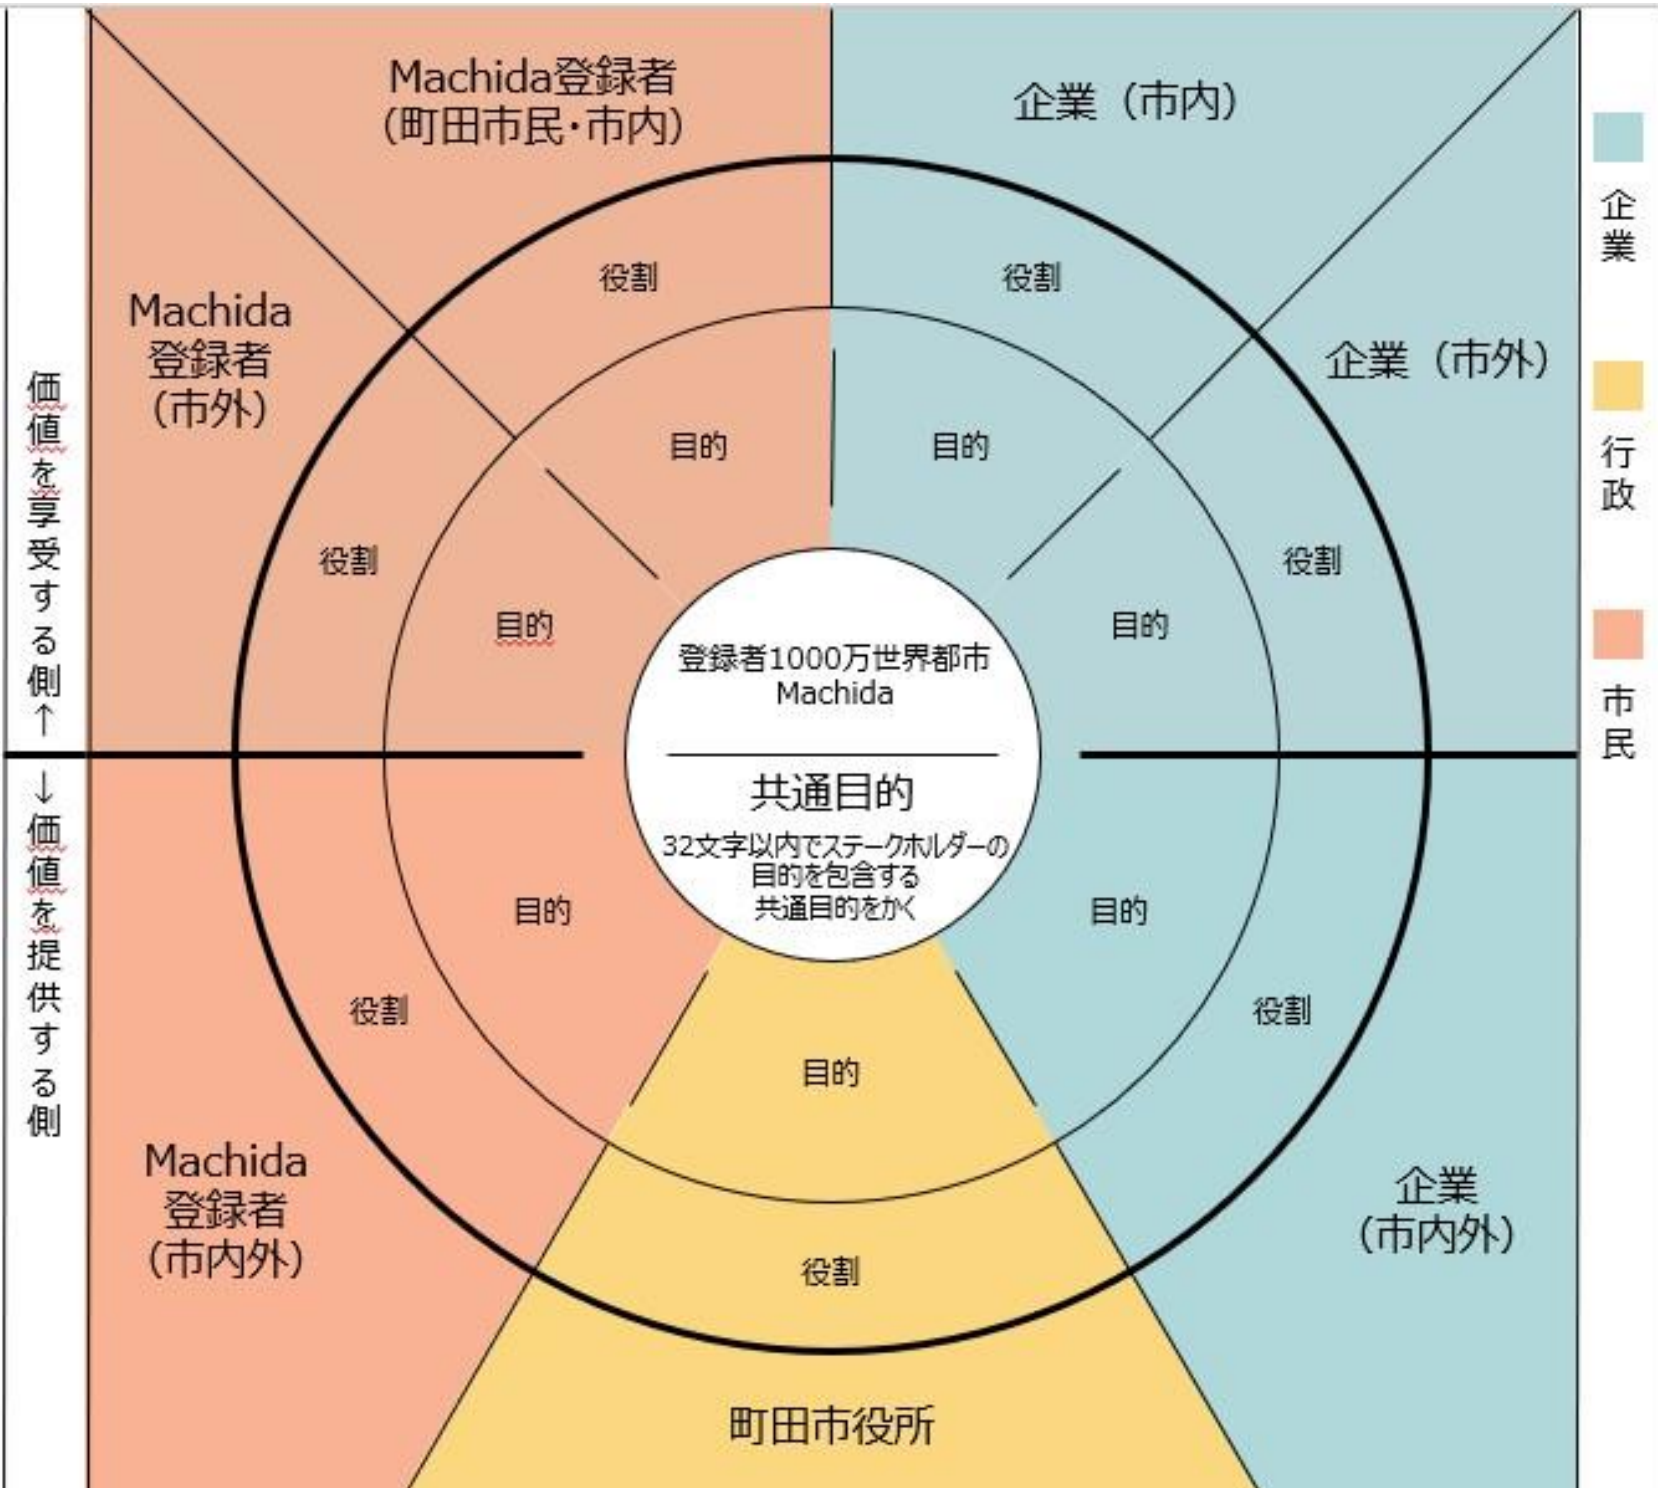 Machida登録者
（町田市民・市内）
企業（市内）
企業
役割
役割
Machida
登録者
（市外）
企業（市外）
行政
目的
目的
価値を享受する側↑
役割
役割
目的
目的
登録者1000万世界都市
Machida
市民
共通目的
32文字以内でステークホルダーの
目的を包含する
共通目的をかく
↓価値を提供する側
目的
目的
役割
役割
目的
Machida
登録者
（市内外）
企業
（市内外）
役割
町田市役所